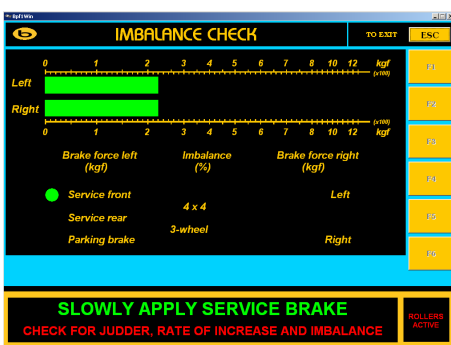 Bpf1Win
IMBALANCE CHECK
TO EXIT
ESC
0 1 2 3 4 5 6 7 8 10 12 kgf
(x100)
Left
Right
(x100)
0 1 2 3 4 5 6 7 8 10 12 kgf
Brake force left
(kgf)
Imbalance
(%)
Brake force right
(kgf)
Service front
Left
4 x 4
Service rear
3-wheel
Parking brake
Right
F1
F2
F3
F4
F5
F6
SLOWLY APPLY SERVICE BRAKE
CHECK FOR JUDDER, RATE OF INCREASE AND IMBALANCE
ROLLERS
ACTIVE